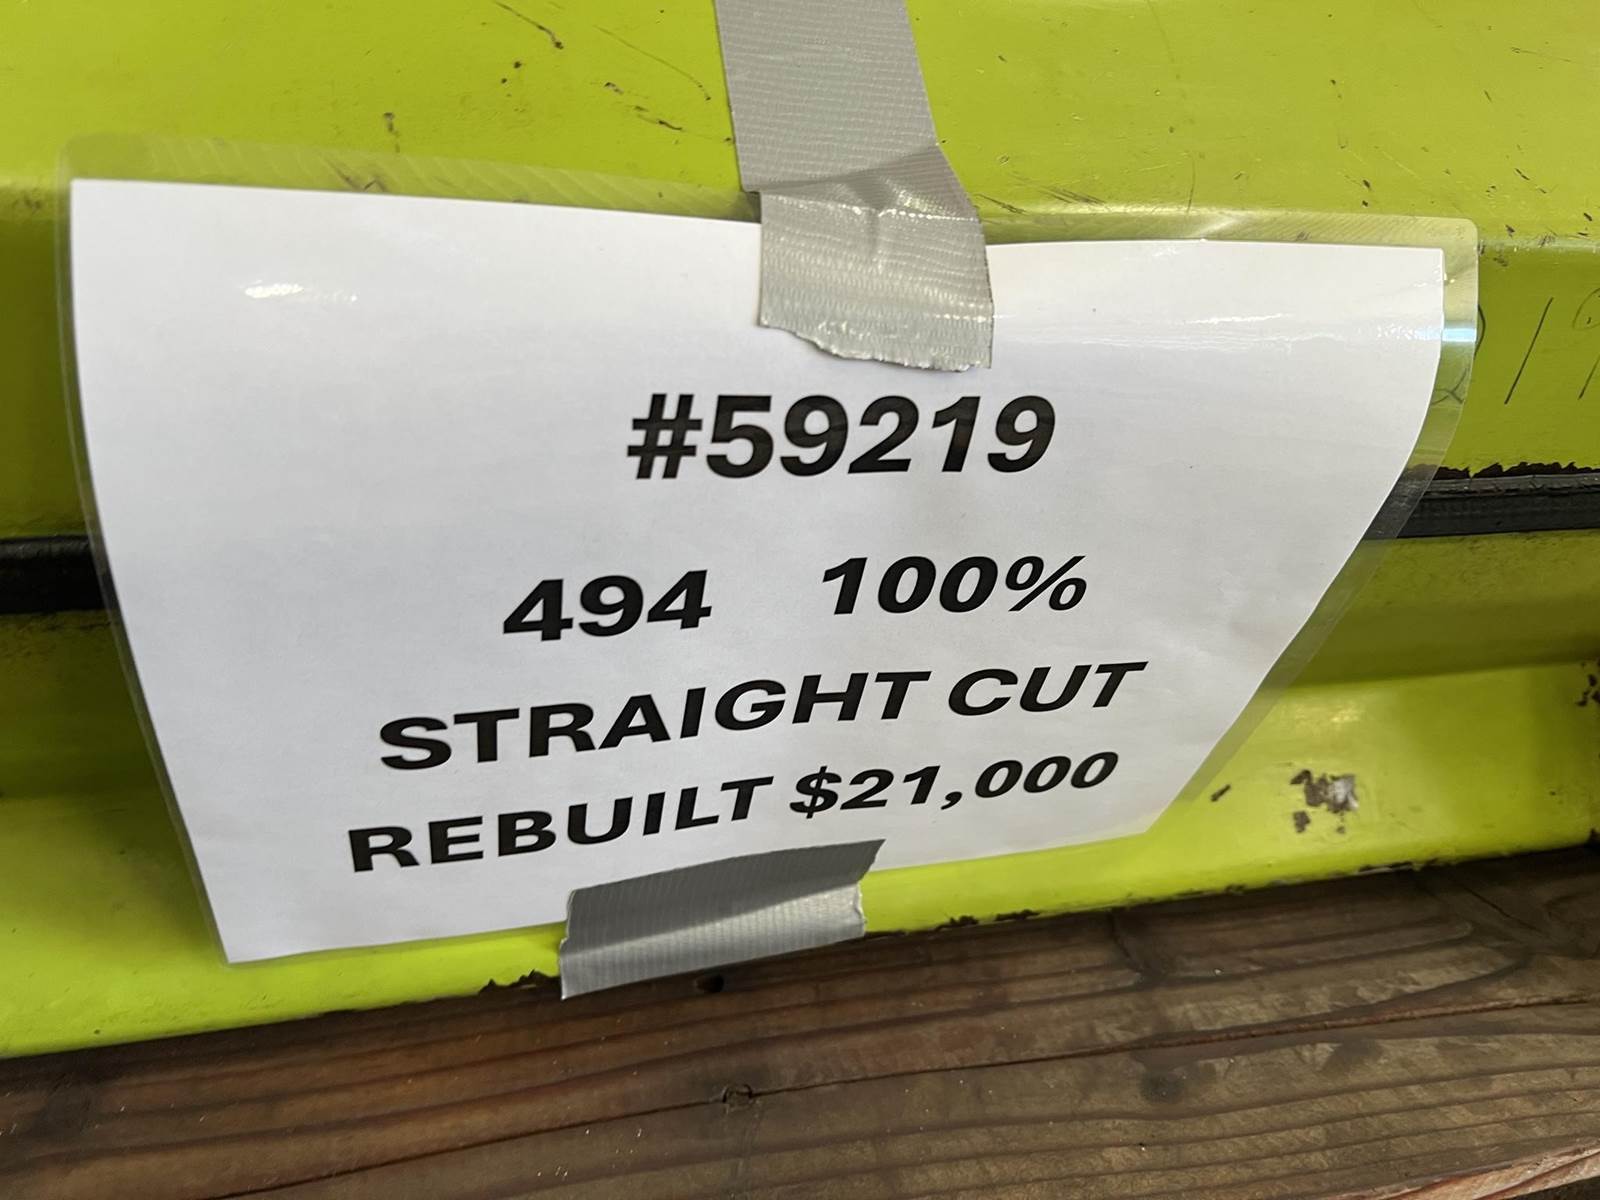 #59219
494 100%
STRAIGHT CUT
REBUILT $21,000